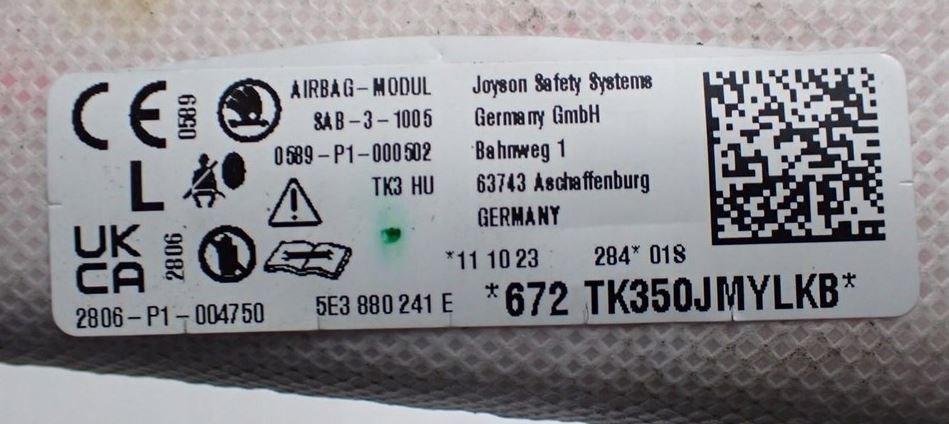 CE 0589
AIRBAG-MODUL
SAB-3-1005
0589-P1-000502
TK3 HU
L
UK
CA
2806
2806-P1-004750
5E3 880 241 E
Joyson Safety Systems
Germany GmbH
Bahnweg 1
63743 Aschaffenburg
GERMANY
*11 10 23 284* 018
*672 TK350JMYLKB*